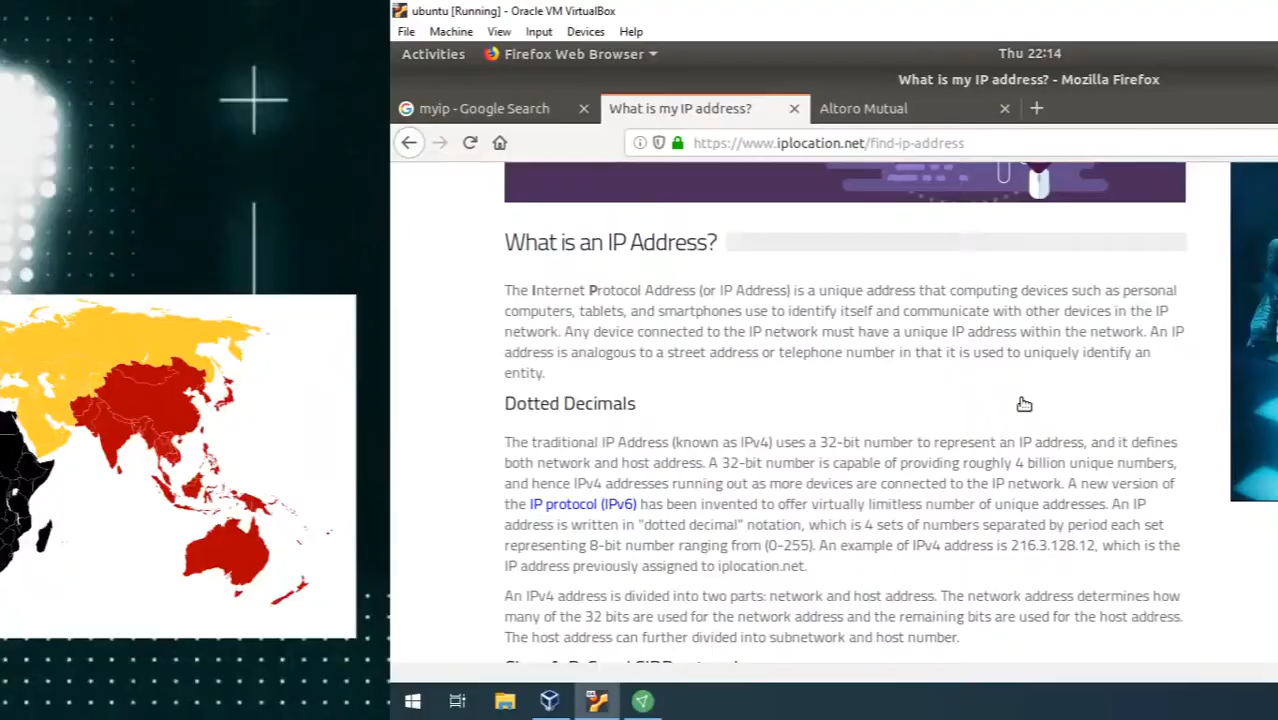 ubuntu [Running] - Oracle VM VirtualBox
File Machine View Input Devices Help
Activities Firefox Web Browser Thu 22:14
What is my IP address? - Mozilla Firefox
myip - Google Search What is my IP address? Altoro Mutual
https://www.iplocation.net/find-ip-address
What is an IP Address?
The Internet Protocol Address (or IP Address) is a unique address that computing devices such as personal
computers, tablets, and smartphones use to identify itself and communicate with other devices in the IP
network. Any device connected to the IP network must have a unique IP address within the network. An IP
address is analogous to a street address or telephone number in that it is used to uniquely identify an
entity.
Dotted Decimals
The traditional IP Address (known as IPv4) uses a 32-bit number to represent an IP address, and it defines
both network and host address. A 32-bit number is capable of providing roughly 4 billion unique numbers,
and hence IPv4 addresses running out as more devices are connected to the IP network. A new version of
the IP protocol (IPv6) has been invented to offer virtually limitless number of unique addresses. An IP
address is written in "dotted decimal" notation, which is 4 sets of numbers separated by period each set
representing 8-bit number ranging from (0-255). An example of IPv4 address is 216.3.128.12, which is the
IP address previously assigned to iplocation.net.
An IPv4 address is divided into two parts: network and host address. The network address determines how
many of the 32 bits are used for the network address and the remaining bits are used for the host address.
The host address can further divided into subnetwork and host number.